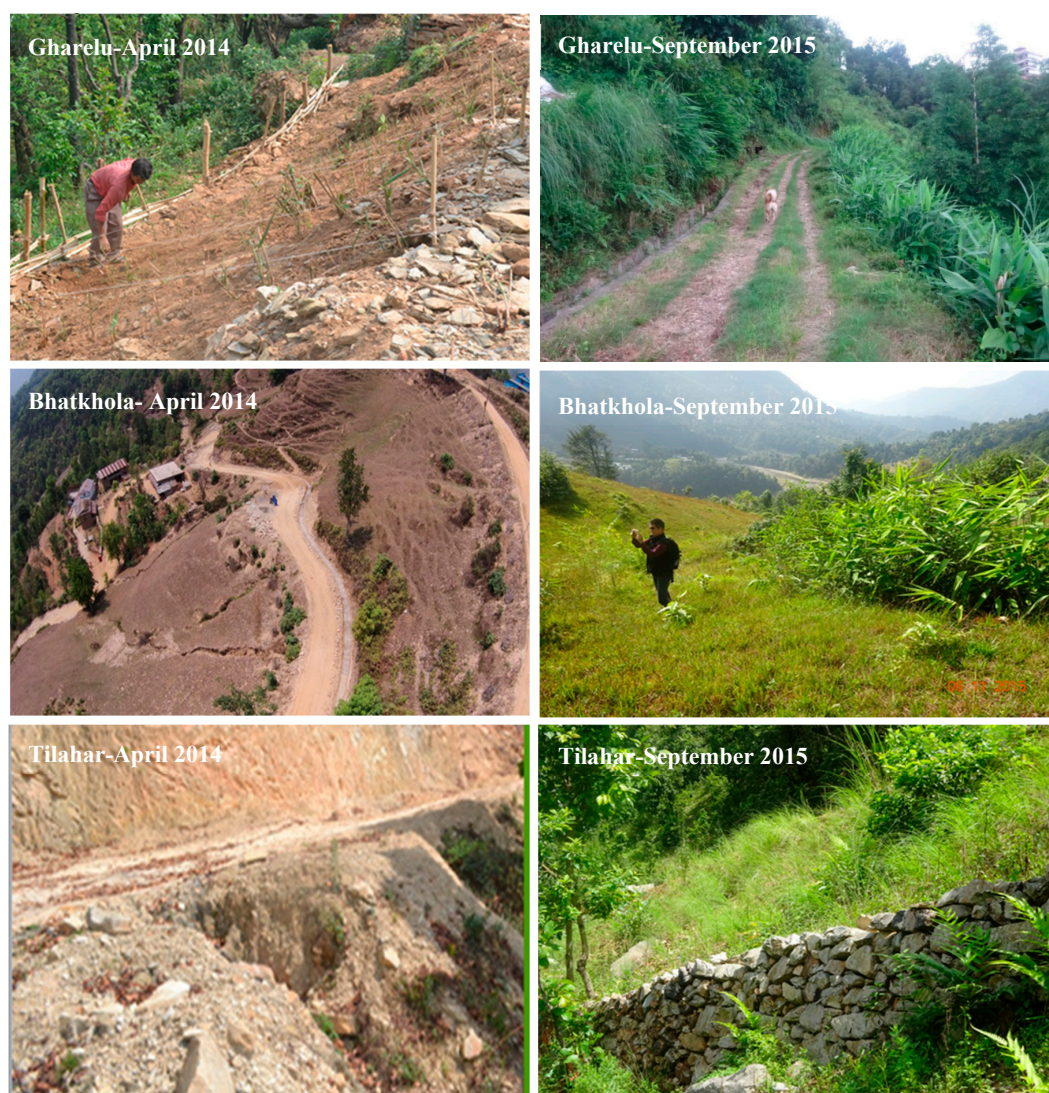 Gharelu-April 2014
Gharelu-September 2015
Bhatkhola- April 2014
Bhatkhola-September 2015
Tilahar-April 2014
Tilahar-September 2015